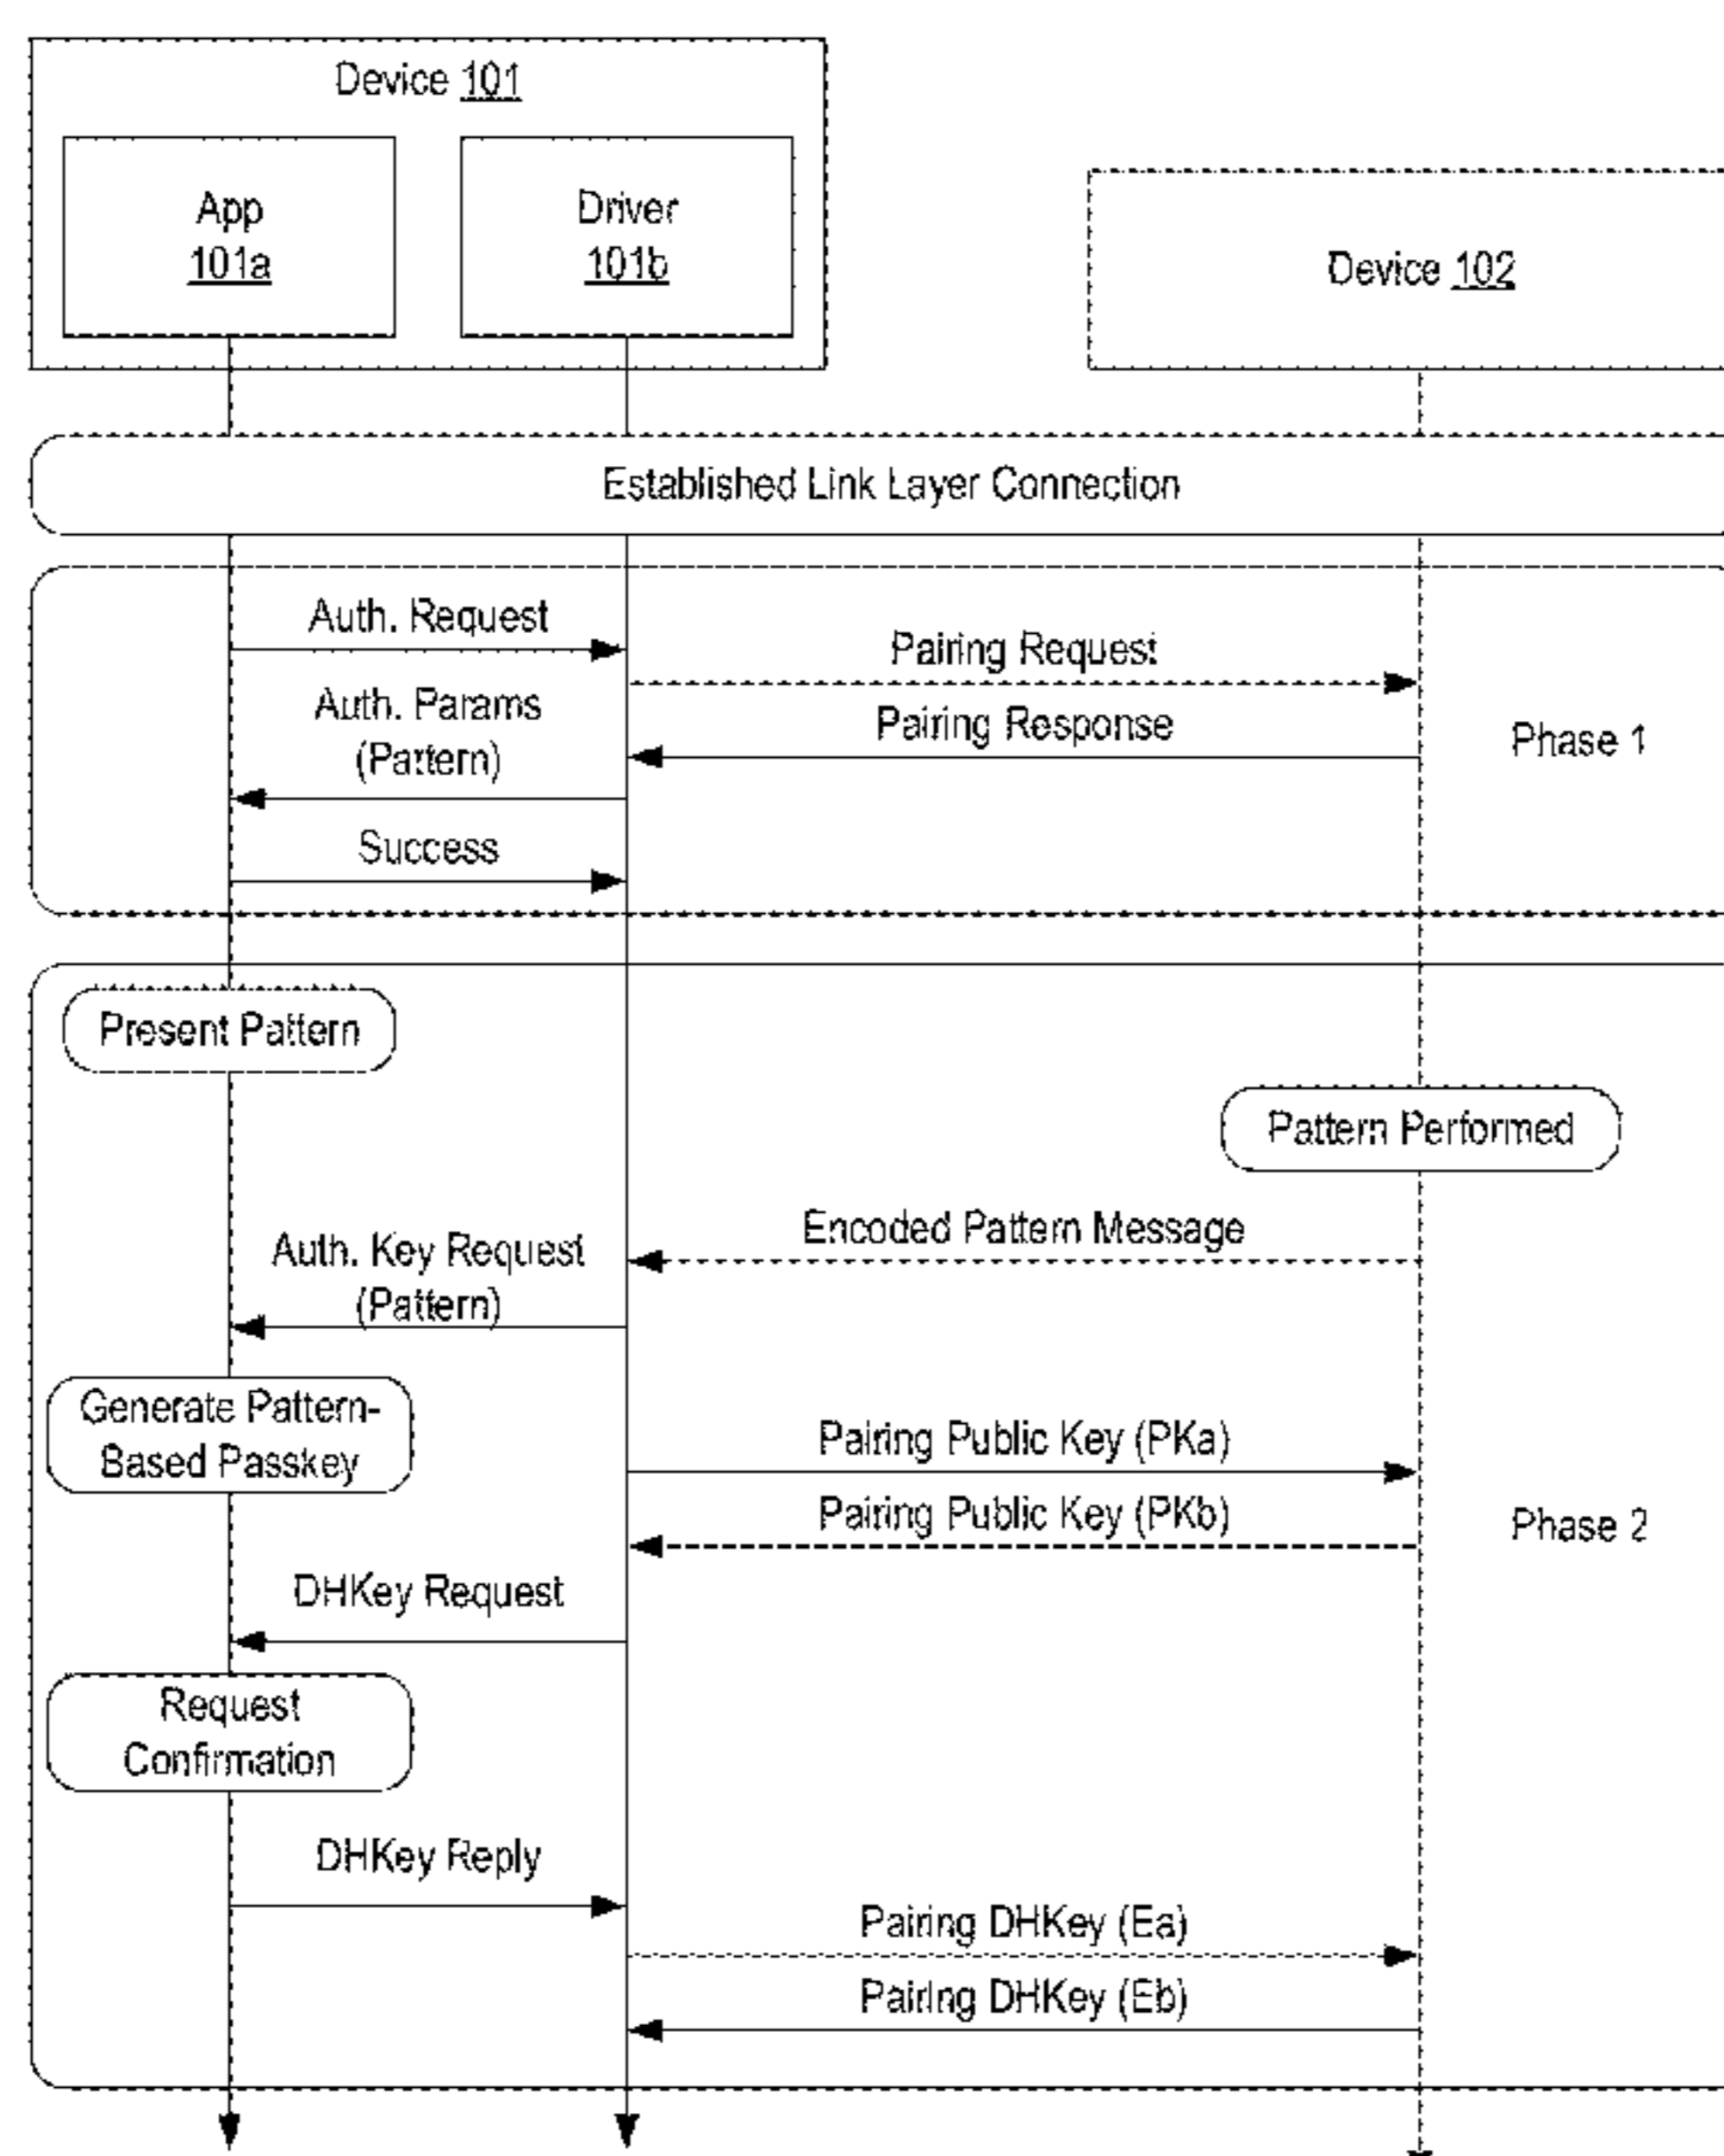 Device 101
App
101a
Driver
101b
Device 102
Established Link Layer Connection
Auth. Request
Pairing Request
Auth. Params
(Pattern)
Pairing Response
Phase 1
Success
Present Pattern
Pattern Performed
Encoded Pattern Message
Auth. Key Request
(Pattern)
Generate Pattern-
Based Passkey
Pairing Public Key (PKa)
Pairing Public Key (PKb)
Phase 2
DHKey Request
Request
Confirmation
DHKey Reply
Pairing DHKey (Ea)
Pairing DHKey (Eb)